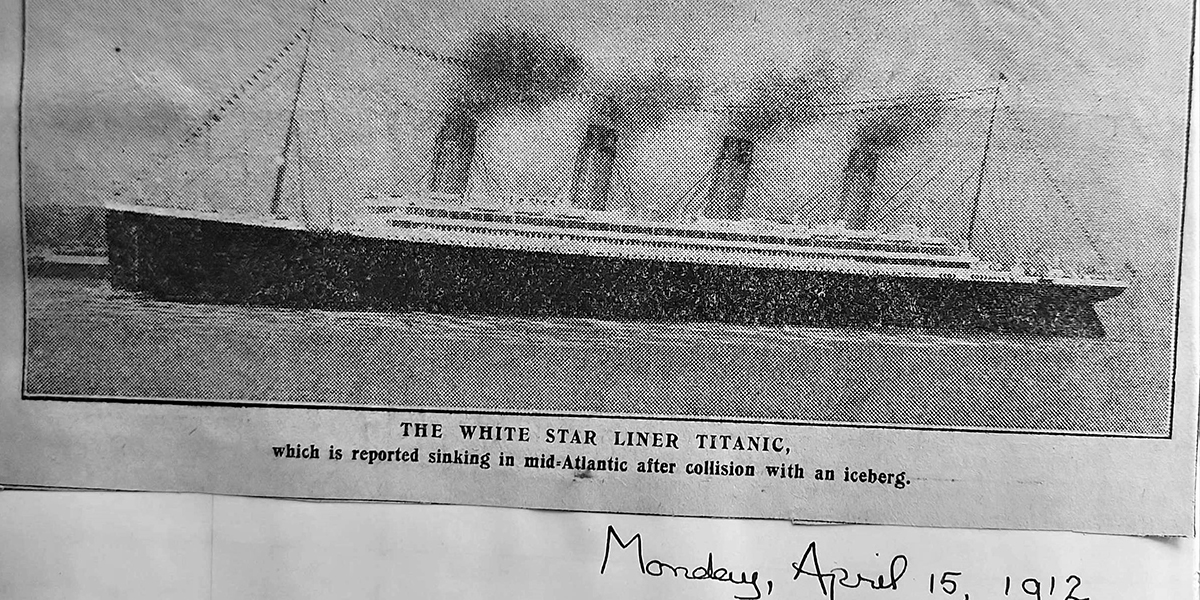 THE WHITE STAR LINER TITANIC,
which is reported sinking in mid-Atlantic after collision with an iceberg.
Monday, April 15, 1912